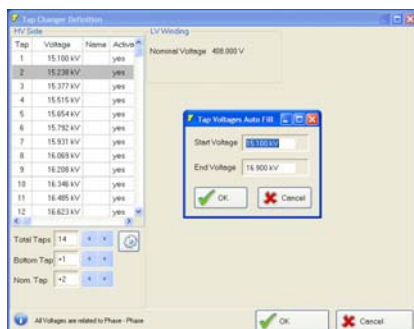 Tap Changer Definition
HV Side
Tap Voltage Name Active
1 15.100 kV yes
2 15.238 kV yes
3 15.377 kV yes
4 15.515 kV yes
5 15.654 kV yes
6 15.792 kV yes
7 15.931 kV yes
8 16.069 kV yes
9 16.208 kV yes
10 16.346 kV yes
11 16.485 kV yes
12 16.623 kV yes
Total Taps 14
Bottom Tap +1
Nom. Tap +2
LV Winding
Nominal Voltage 408.000 V
Tap Voltages Auto Fill
Start Voltage 15.100 kV
End Voltage 16.900 kV
OK Cancel
All Voltages are related to Phase - Phase
OK Cancel